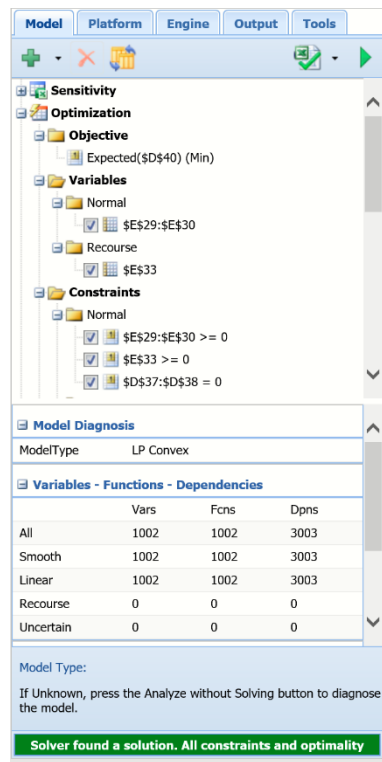 Model Platform Engine Output Tools
Sensitivity
Optimization
Objective
Expected($D$40) (Min)
Variables
Normal
$E$29:$E$30
Recourse
$E$33
Constraints
Normal
$E$29:$E$30 >= 0
$E$33 >= 0
$D$37:$D$38 = 0
Model Diagnosis
ModelType LP Convex
Variables - Functions - Dependencies
Vars Fcns Dpns
All 1002 1002 3003
Smooth 1002 1002 3003
Linear 1002 1002 3003
Recourse 0 0 0
Uncertain 0 0 0
Model Type:
If Unknown, press the Analyze without Solving button to diagnose
the model.
Solver found a solution. All constraints and optimality